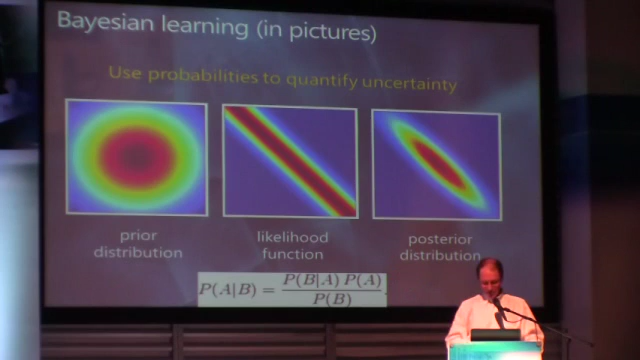 Bayesian learning (in pictures)
Use probabilities to quantify uncertainty
prior
distribution
likelihood
function
posterior
distribution
P(A|B) = P(B|A) P(A) / P(B)